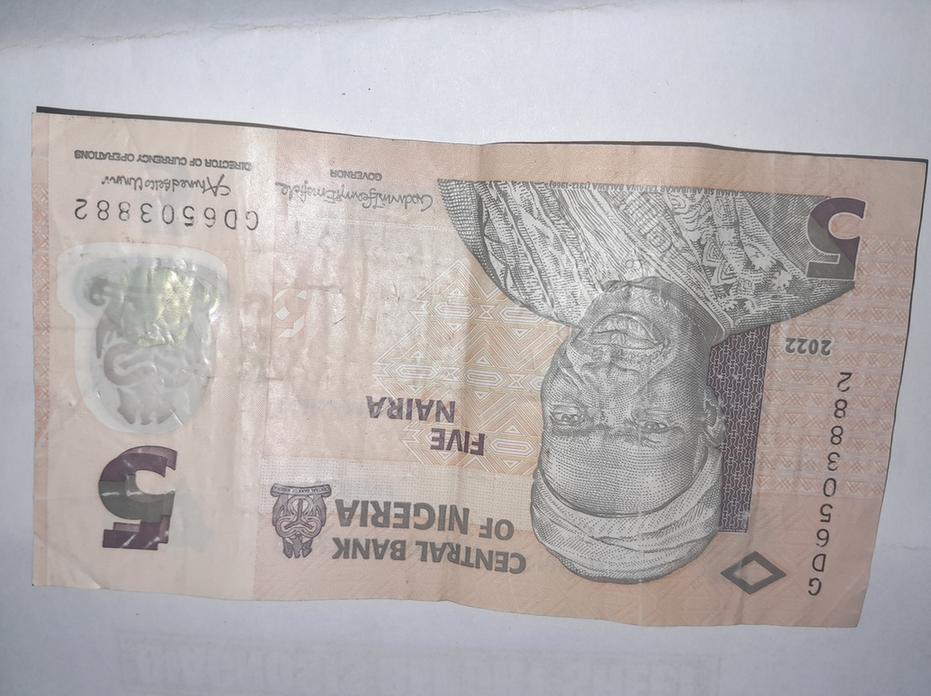 CENTRAL BANK
OF NIGERIA
FIVE
NAIRA
5
5
GD6503882
2022
GD6503882
GOVERNOR
DIRECTOR OF CURRENCY OPERATIONS